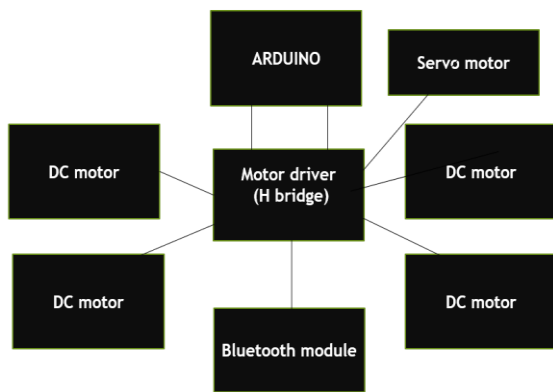 ARDUINO
Servo motor
DC motor
Motor driver
(H bridge)
DC motor
DC motor
Bluetooth module
DC motor